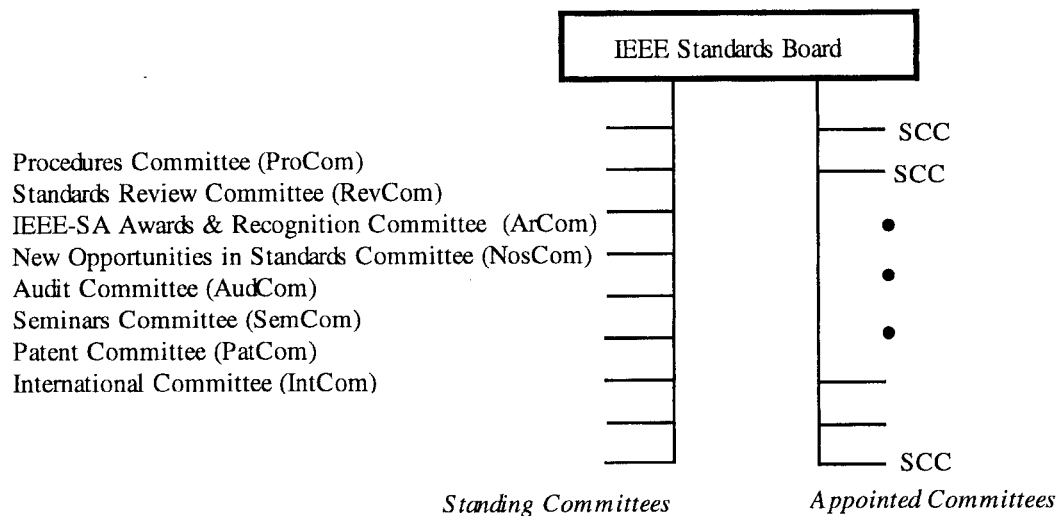 IEEE Standards Board
SCC
Procedures Committee (ProCom)
SCC
Standards Review Committee (RevCom)
IEEE-SA Awards & Recognition Committee (ArCom)
New Opportunities in Standards Committee (NosCom)
Audit Committee (AudCom)
Seminars Committee (SemCom)
Patent Committee (PatCom)
International Committee (IntCom)
SCC
Standing Committees
Appointed Committees